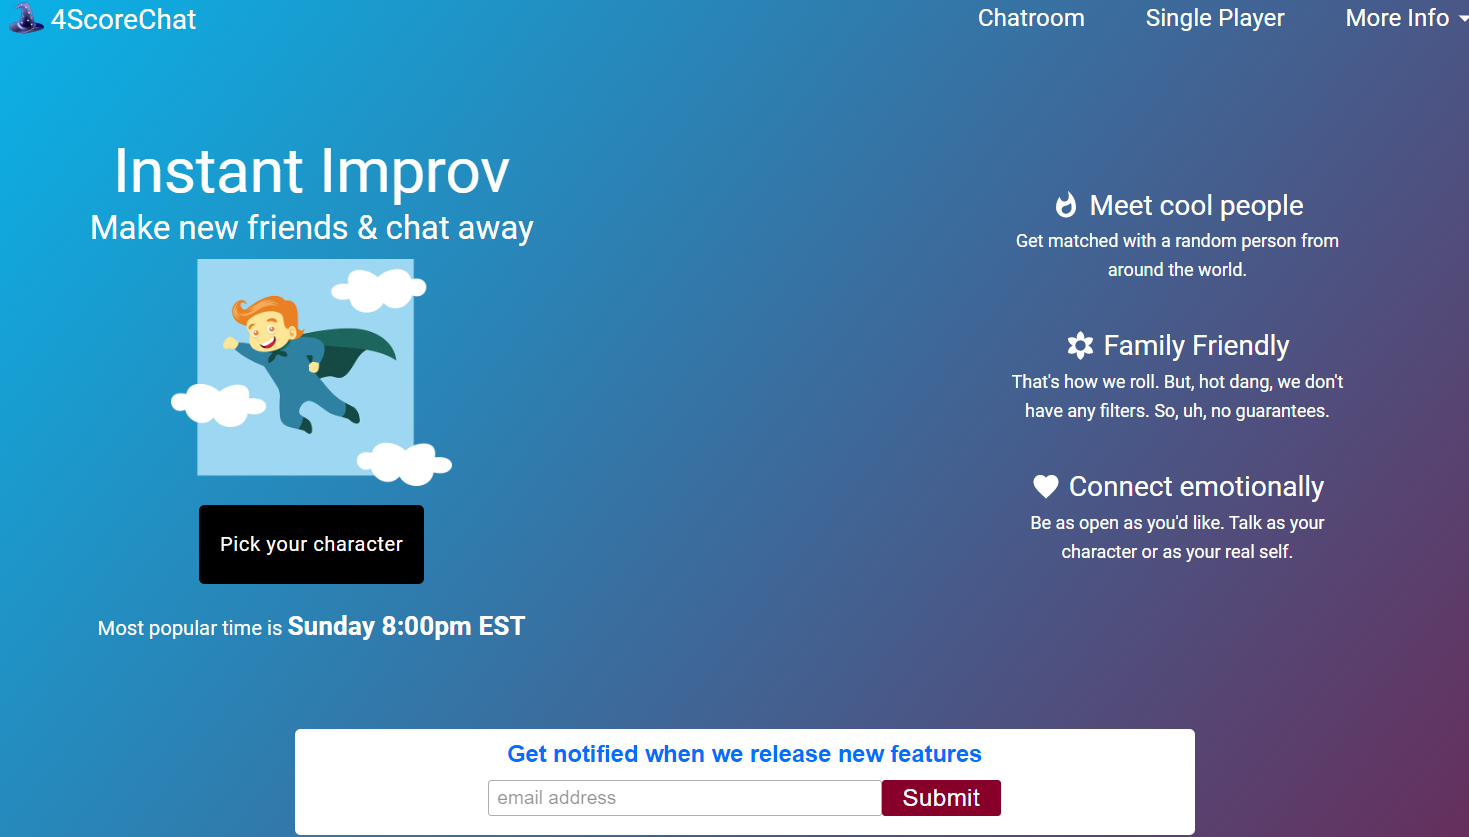 4ScoreChat
Chatroom
Single Player
More Info
Instant Improv
Make new friends & chat away
Pick your character
Most popular time is Sunday 8:00pm EST
Meet cool people
Get matched with a random person from
around the world.
Family Friendly
That's how we roll. But, hot dang, we don't
have any filters. So, uh, no guarantees.
Connect emotionally
Be as open as you'd like. Talk as your
character or as your real self.
Get notified when we release new features
email address
Submit